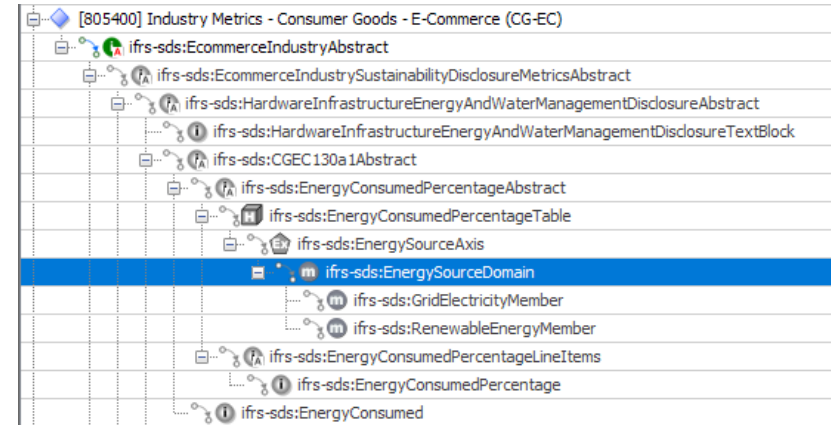 [805400] Industry Metrics - Consumer Goods - E-Commerce (CG-EC)
ifrs-sds:EcommerceIndustryAbstract
ifrs-sds:EcommerceIndustrySustainabilityDisclosureMetricsAbstract
ifrs-sds:HardwareInfrastructureEnergyAndWaterManagementDisclosureAbstract
ifrs-sds:HardwareInfrastructureEnergyAndWaterManagementDisclosureTextBlock
ifrs-sds:CGEC130a1Abstract
ifrs-sds:EnergyConsumedPercentageAbstract
ifrs-sds:EnergyConsumedPercentageTable
ifrs-sds:EnergySourceAxis
ifrs-sds:EnergySourceDomain
ifrs-sds:GridElectricityMember
ifrs-sds:RenewableEnergyMember
ifrs-sds:EnergyConsumedPercentageLineItems
ifrs-sds:EnergyConsumedPercentage
ifrs-sds:EnergyConsumed